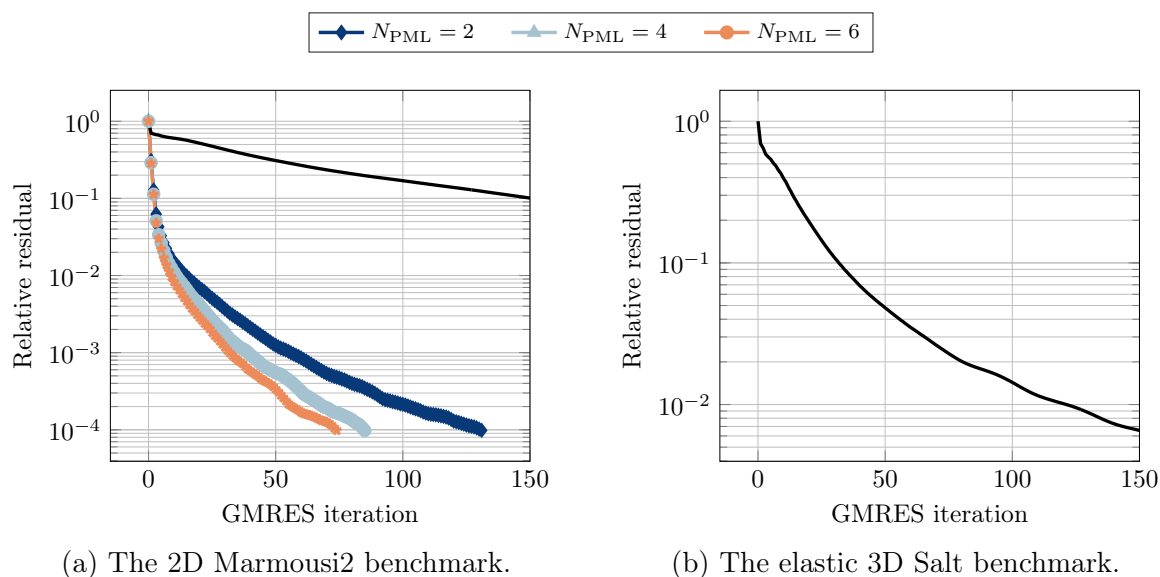 N_PML = 2 N_PML = 4 N_PML = 6
10^0
10^−1
10^−2
10^−3
10^−4
0 50 100 150
Relative residual
GMRES iteration
(a) The 2D Marmousi2 benchmark.
10^0
10^−1
10^−2
0 50 100 150
Relative residual
GMRES iteration
(b) The elastic 3D Salt benchmark.